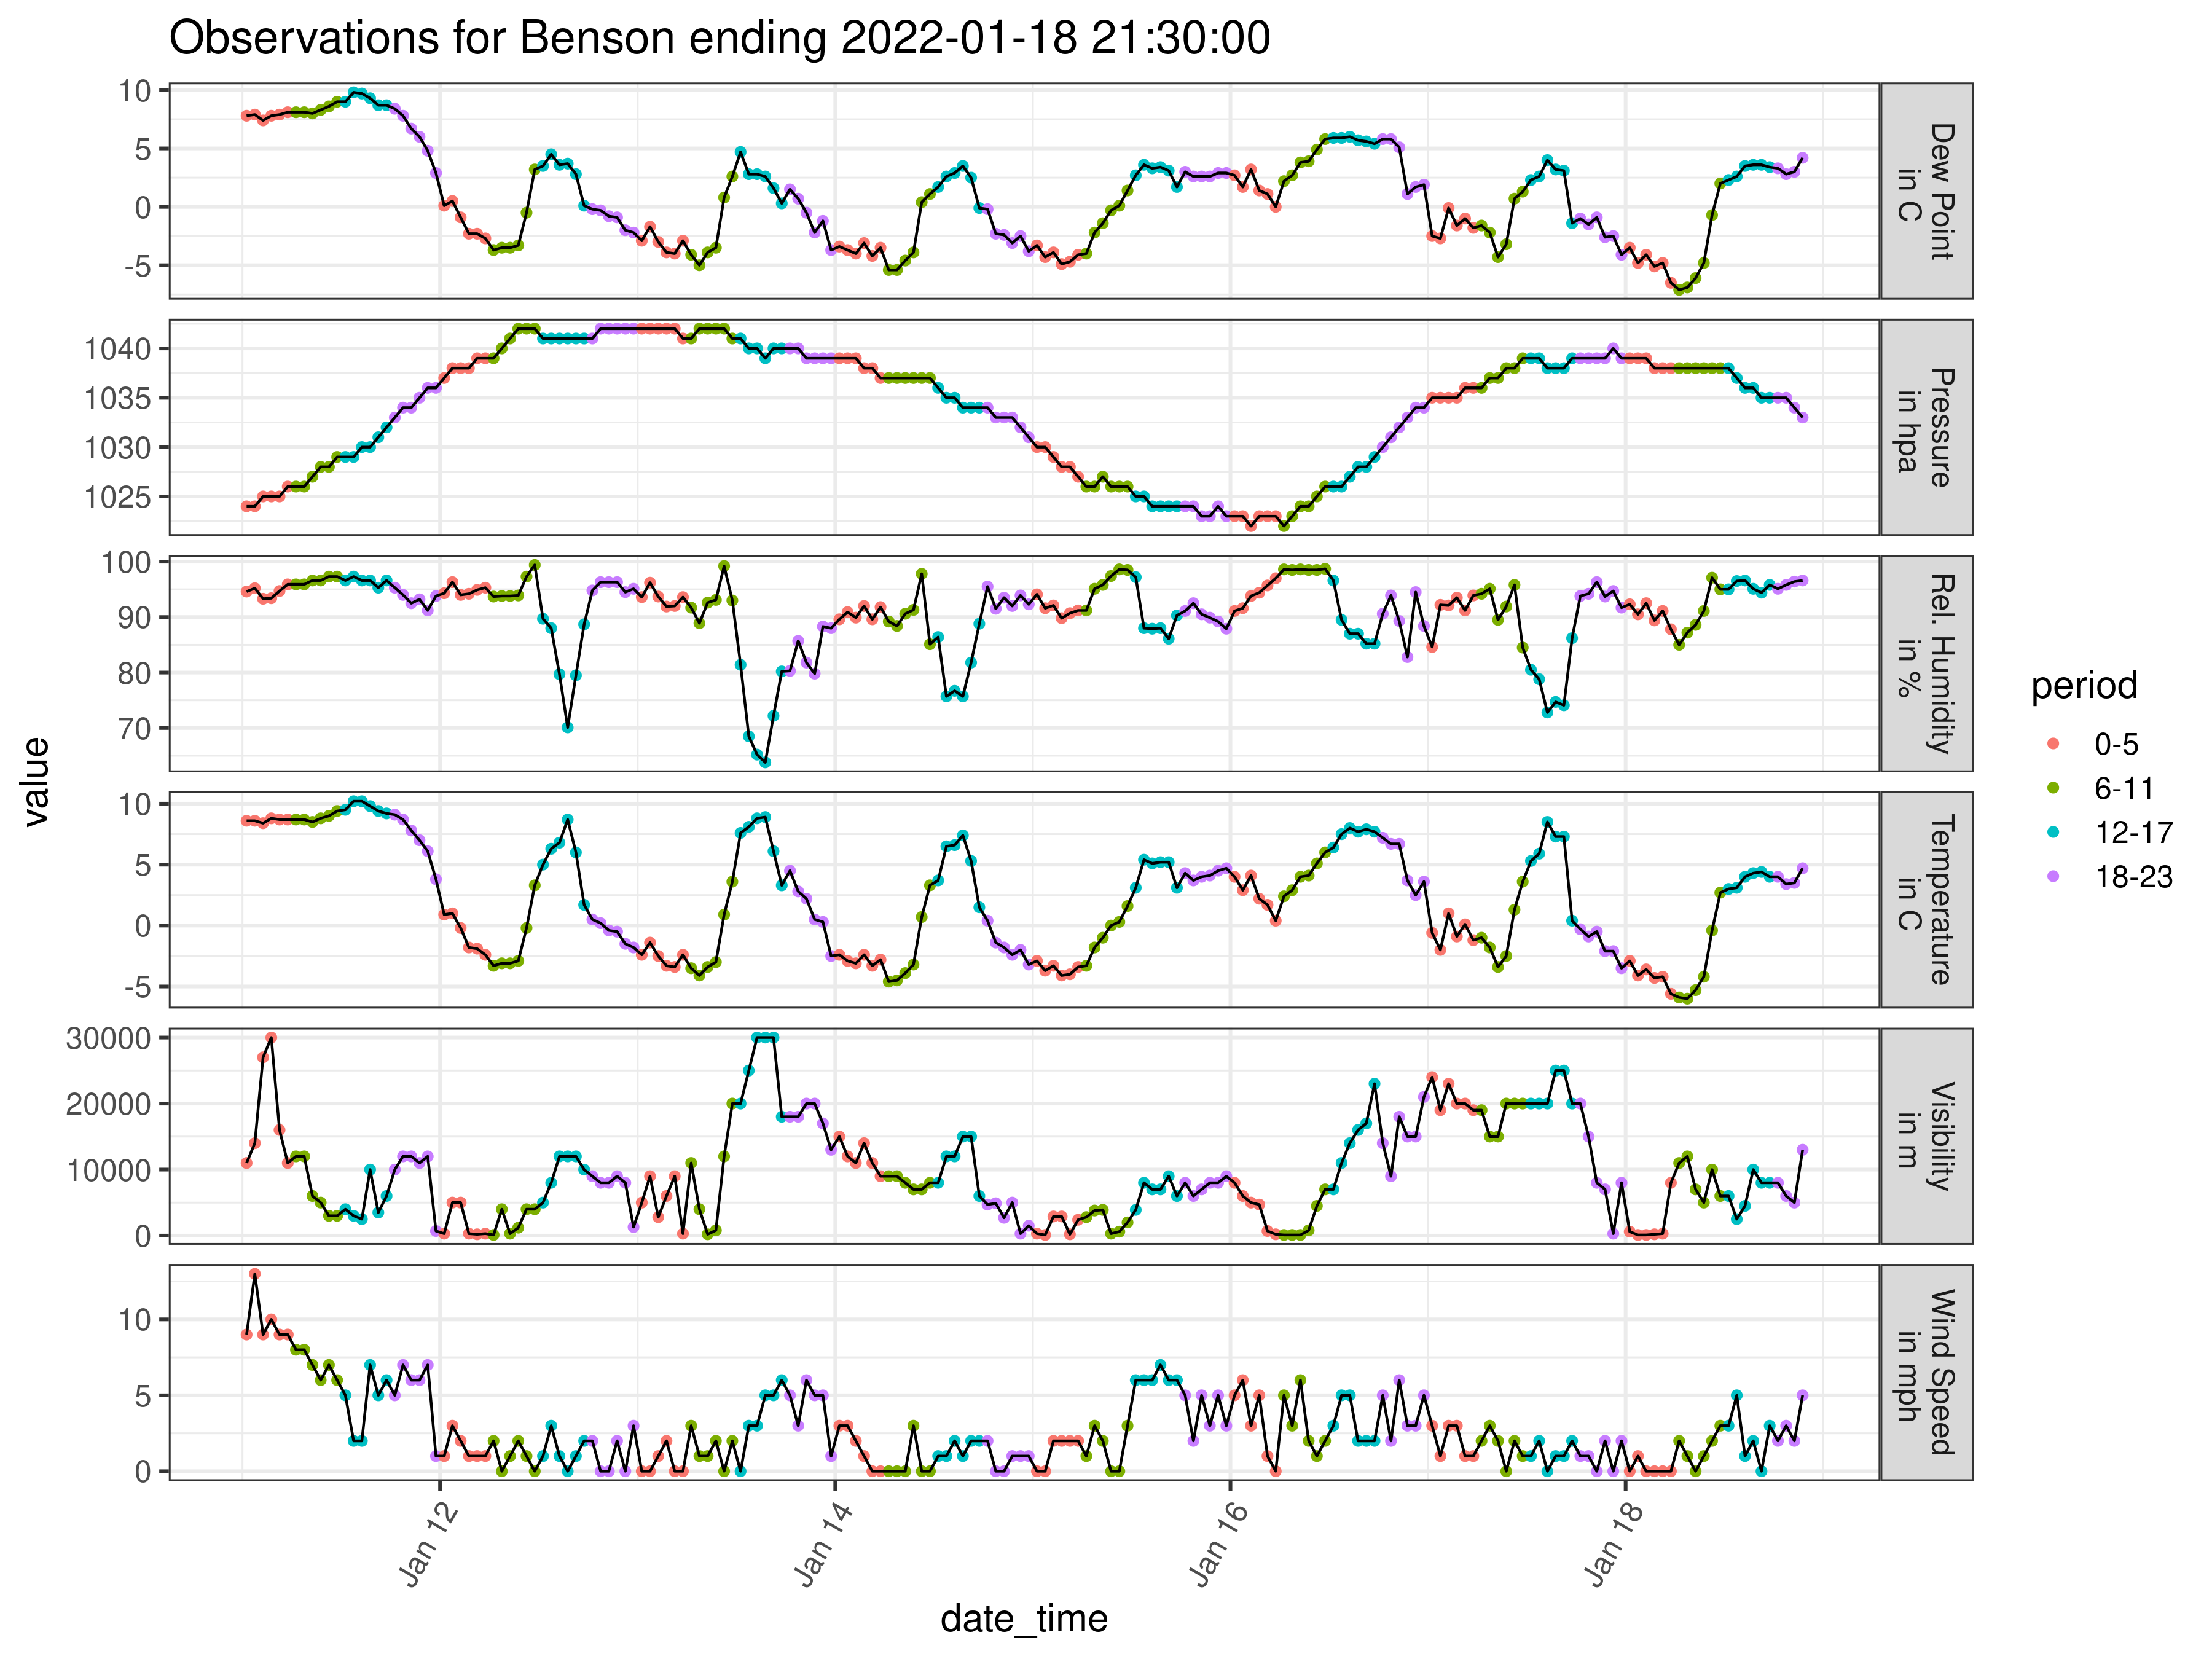 Observations for Benson ending 2022-01-18 21:30:00
10
5
0
-5
Dew Point
in C
1040
1035
1030
1025
Pressure
in hpa
100
90
80
70
Rel. Humidity
in %
10
5
0
-5
Temperature
in C
30000
20000
10000
0
Visibility
in m
10
5
0
Wind Speed
in mph
value
Jan 12
Jan 14
Jan 16
Jan 18
date_time
period
0-5
6-11
12-17
18-23